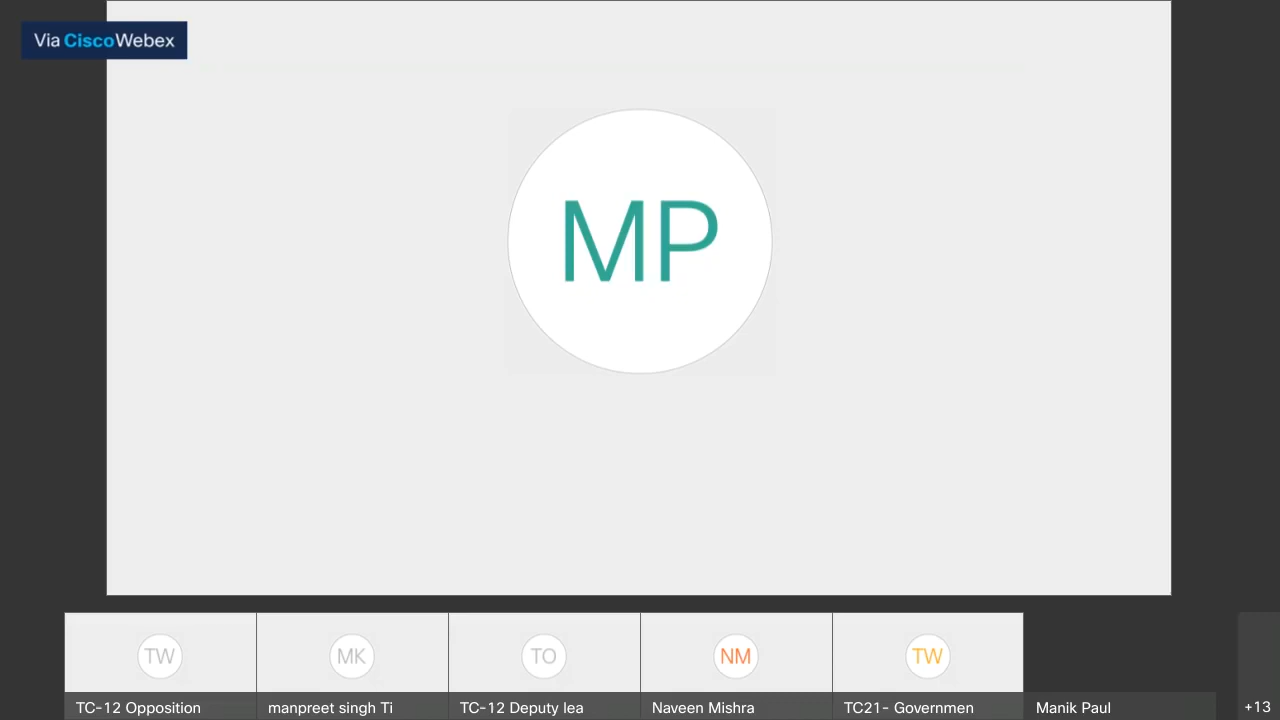 Via CiscoWebex
MP
TW
MK
TO
NM
TW
TC-12 Opposition
manpreet singh Ti
TC-12 Deputy lea
Naveen Mishra
TC21- Governmen
Manik Paul
+13